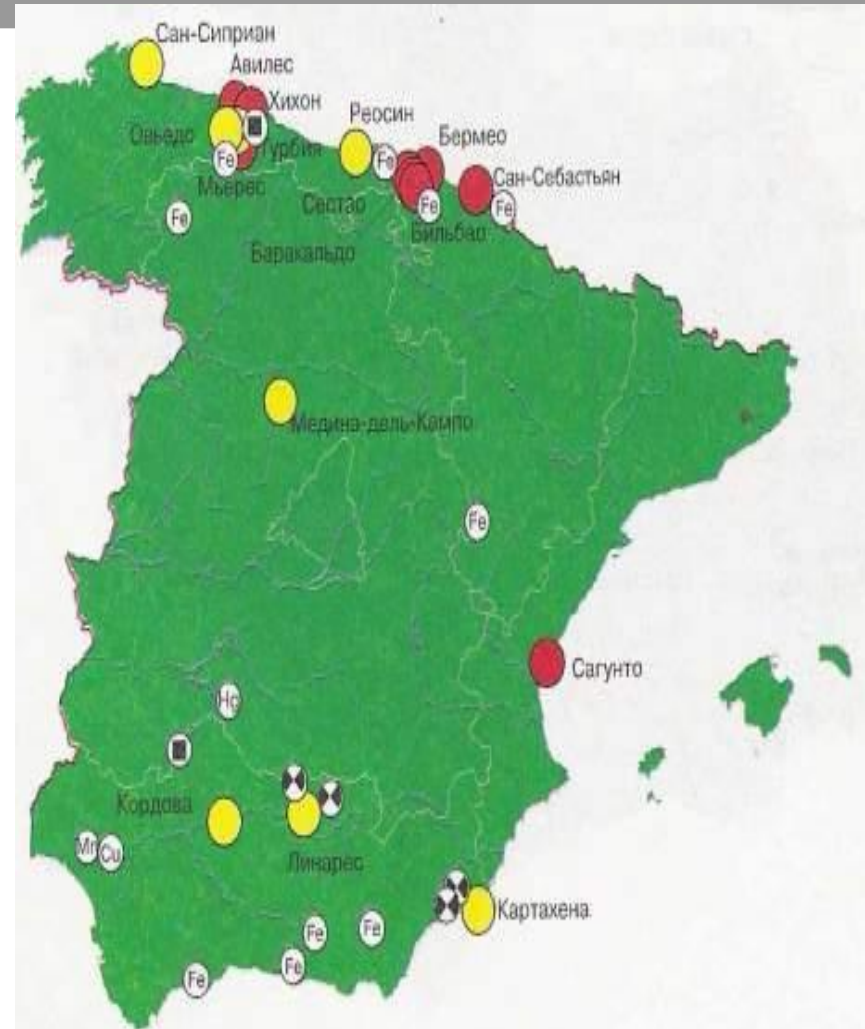 Сан-Сиприан
Авилес
Хихон
Реосин
Овьедо
Бермео
Fe
Турбия
Fe
Мьерес
Сан-Себастьян
Fe
Сестао
Fe
Fe
Бильбао
Баракальдо
Медина-дель-Кампо
Fe
Сагунто
Hg
Кордова
Линарес
Mn
Cu
Картахена
Fe
Fe
Fe
Fe